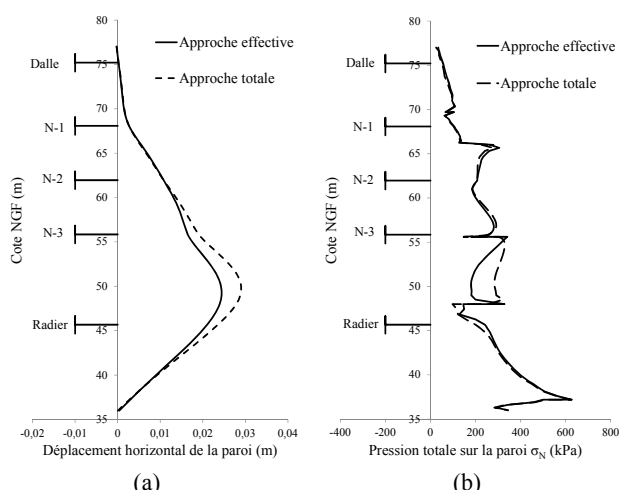 80
Approche effective
Approche totale
Dalle
75
70
N-1
65
N-2
60
N-3
55
50
Radier
45
40
35
Cote NGF (m)
-0,02
-0,01
0
0,01
0,02
0,03
0,04
Déplacement horizontal de la paroi (m)
(a)
80
Approche effective
Approche totale
Dalle
75
70
N-1
65
N-2
60
N-3
55
50
Radier
45
40
35
Cote NGF (m)
-400
-200
0
200
400
600
800
Pression totale sur la paroi σN (kPa)
(b)